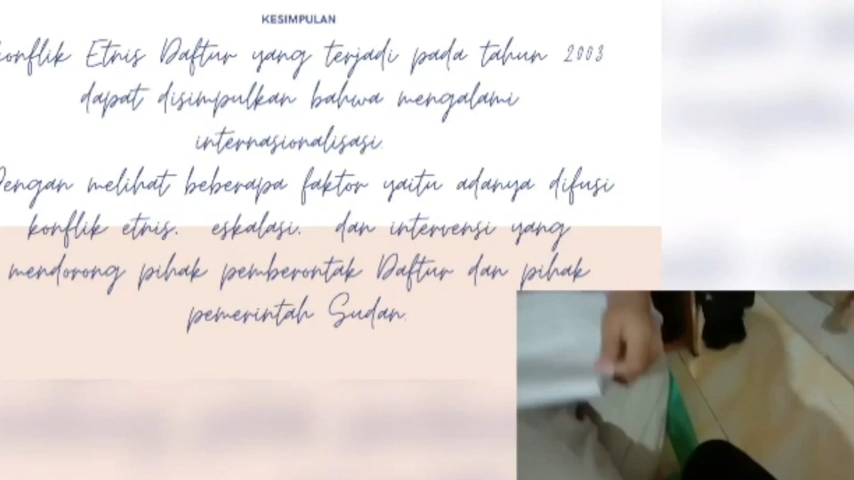 KESIMPULAN
konflik Etnis Daftur yang terjadi pada tahun 2003
dapat disimpulkan bahwa mengalami
internasionalisasi.
Dengan melihat beberapa faktor yaitu adanya difusi
konflik etnis, eskalasi, dan intervensi yang
mendorong pihak pemberontak Daftur dan pihak
pemerintah Sudan